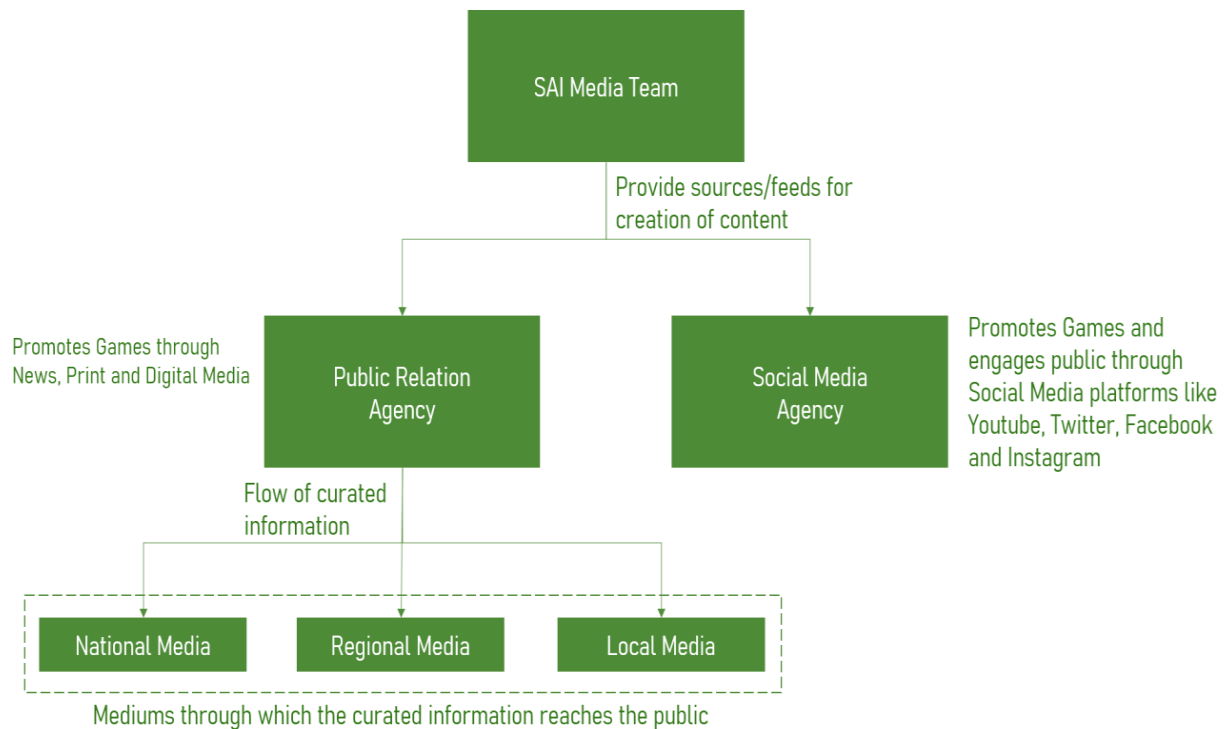 SAI Media Team
Provide sources/feeds for
creation of content
Promotes Games through
News, Print and Digital Media
Public Relation
Agency
Social Media
Agency
Promotes Games and
engages public through
Social Media platforms like
Youtube, Twitter, Facebook
and Instagram
Flow of curated
information
National Media
Regional Media
Local Media
Mediums through which the curated information reaches the public